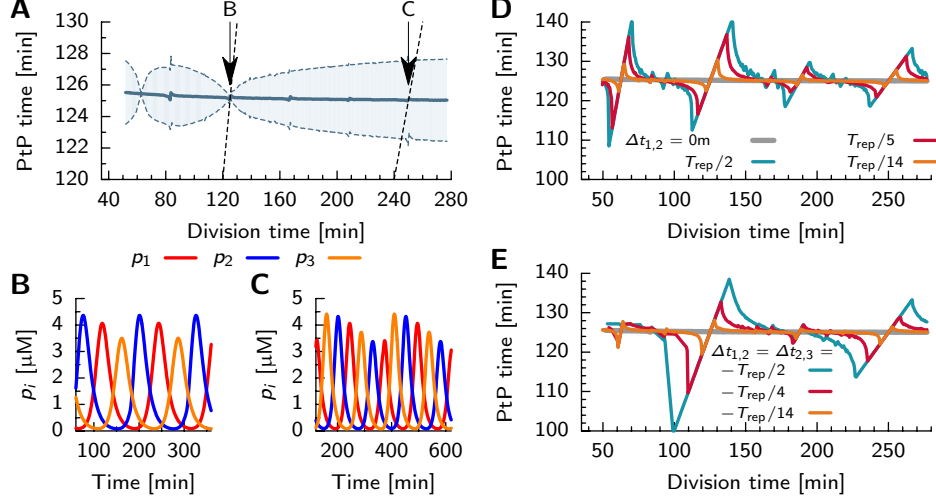 A
B
C
PtP time [min]
130
128
126
124
122
120
40
80
120
160
200
240
280
Division time [min]
p1
p2
p3
B
pi [µM]
5
4
3
2
1
0
100
200
300
Time [min]
C
pi [µM]
5
4
3
2
1
0
200
400
600
Time [min]
D
PtP time [min]
140
130
120
110
100
Δt1,2 = 0m
Trep/5
Trep/2
Trep/14
50
100
150
200
250
Division time [min]
E
PtP time [min]
140
130
120
110
100
Δt1,2 = Δt2,3 =
−Trep/2
−Trep/4
−Trep/14
50
100
150
200
250
Division time [min]